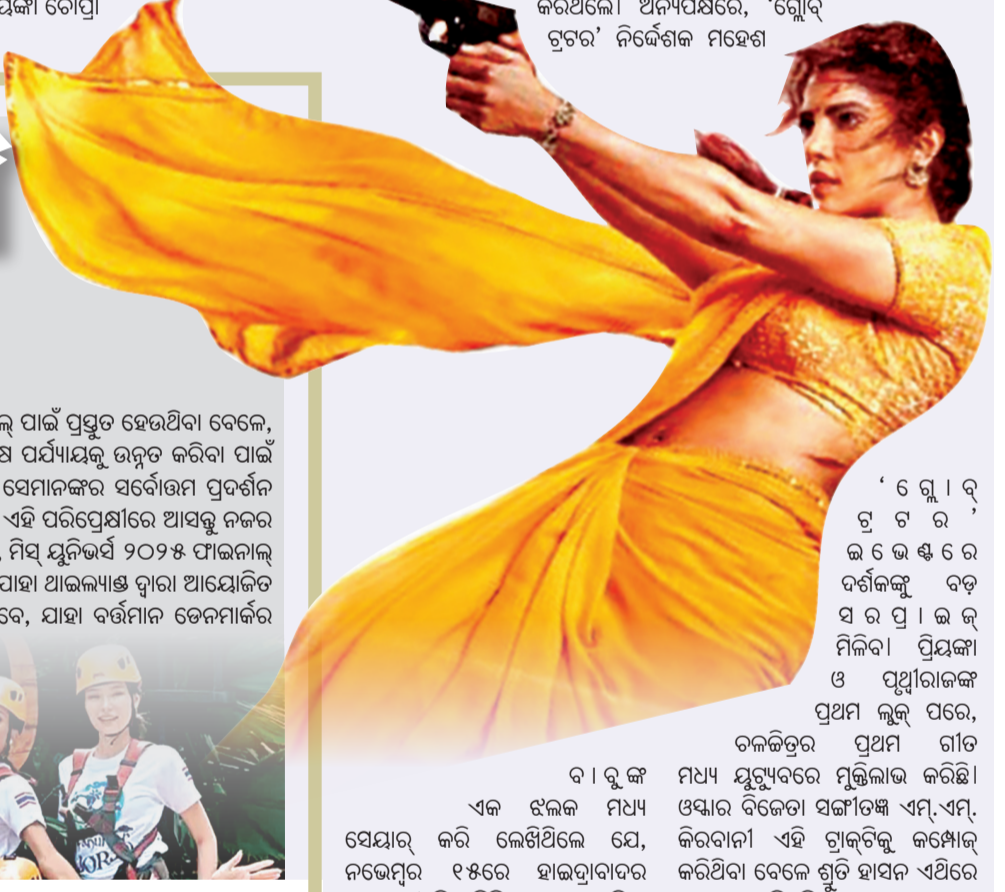 ୟଙ୍କା ଚୋପ୍ରା
ଲ୍ ପାଇଁ ପ୍ରସ୍ତୁତ ହେଉଥିବା ବେଳେ,
ଷ ପର୍ଯ୍ୟାୟକୁ ଉନ୍ନତ କରିବା ପାଇଁ
ସେମାନଙ୍କର ସର୍ବୋତ୍ତମ ପ୍ରଦର୍ଶନ
ଏହି ପରିପ୍ରେକ୍ଷୀରେ ଆସନ୍ତୁ ନଜର
, ମିସ୍ ୟୁନିଭର୍ସ ୨୦୨୫ ଫାଇନାଲ୍
ଯାହା ଥାଇଲ୍ୟାଣ୍ଡ ଦ୍ୱାରା ଆୟୋଜିତ
ବେ, ଯାହା ବର୍ତ୍ତମାନ ଡେନମାର୍କର
କରିଥିଲେ। ଅନ୍ୟପକ୍ଷରେ, ‘ଗ୍ଲୋବ୍
ଟ୍ରଟର’ ନିର୍ଦ୍ଦେଶକ ମହେଶ
ବାବୁଙ୍କ
ଏକ ଝଲକ ମଧ୍ୟ
ସେୟାର୍ କରି ଲେଖିଥିଲେ ଯେ,
ନଭେମ୍ବର ୧୫ରେ ହାଇଦ୍ରାବାଦର
‘ଗ୍ଲୋବ୍
ଟ୍ରଟର’
ଇଭେଣ୍ଟରେ
ଦର୍ଶକଙ୍କୁ ବଡ଼
ସରପ୍ରାଇଜ୍
ମିଳିବ। ପ୍ରିୟଙ୍କା
ଓ ପୃଥ୍ୱୀରାଜଙ୍କ
ପ୍ରଥମ ଲୁକ୍ ପରେ,
ଚଳଚ୍ଚିତ୍ରର ପ୍ରଥମ ଗୀତ
ମଧ୍ୟ ୟୁଟ୍ୟୁବରେ ମୁକ୍ତିଲାଭ କରିଛି।
ଓସ୍କାର ବିଜେତା ସଙ୍ଗୀତଜ୍ଞ ଏମ୍.ଏମ୍.
କିରବାନୀ ଏହି ଟ୍ରାକ୍‌ଟିକୁ କମ୍ପୋଜ୍
କରିଥିବା ବେଳେ ଶ୍ରୁତି ହାସନ ଏଥିରେ